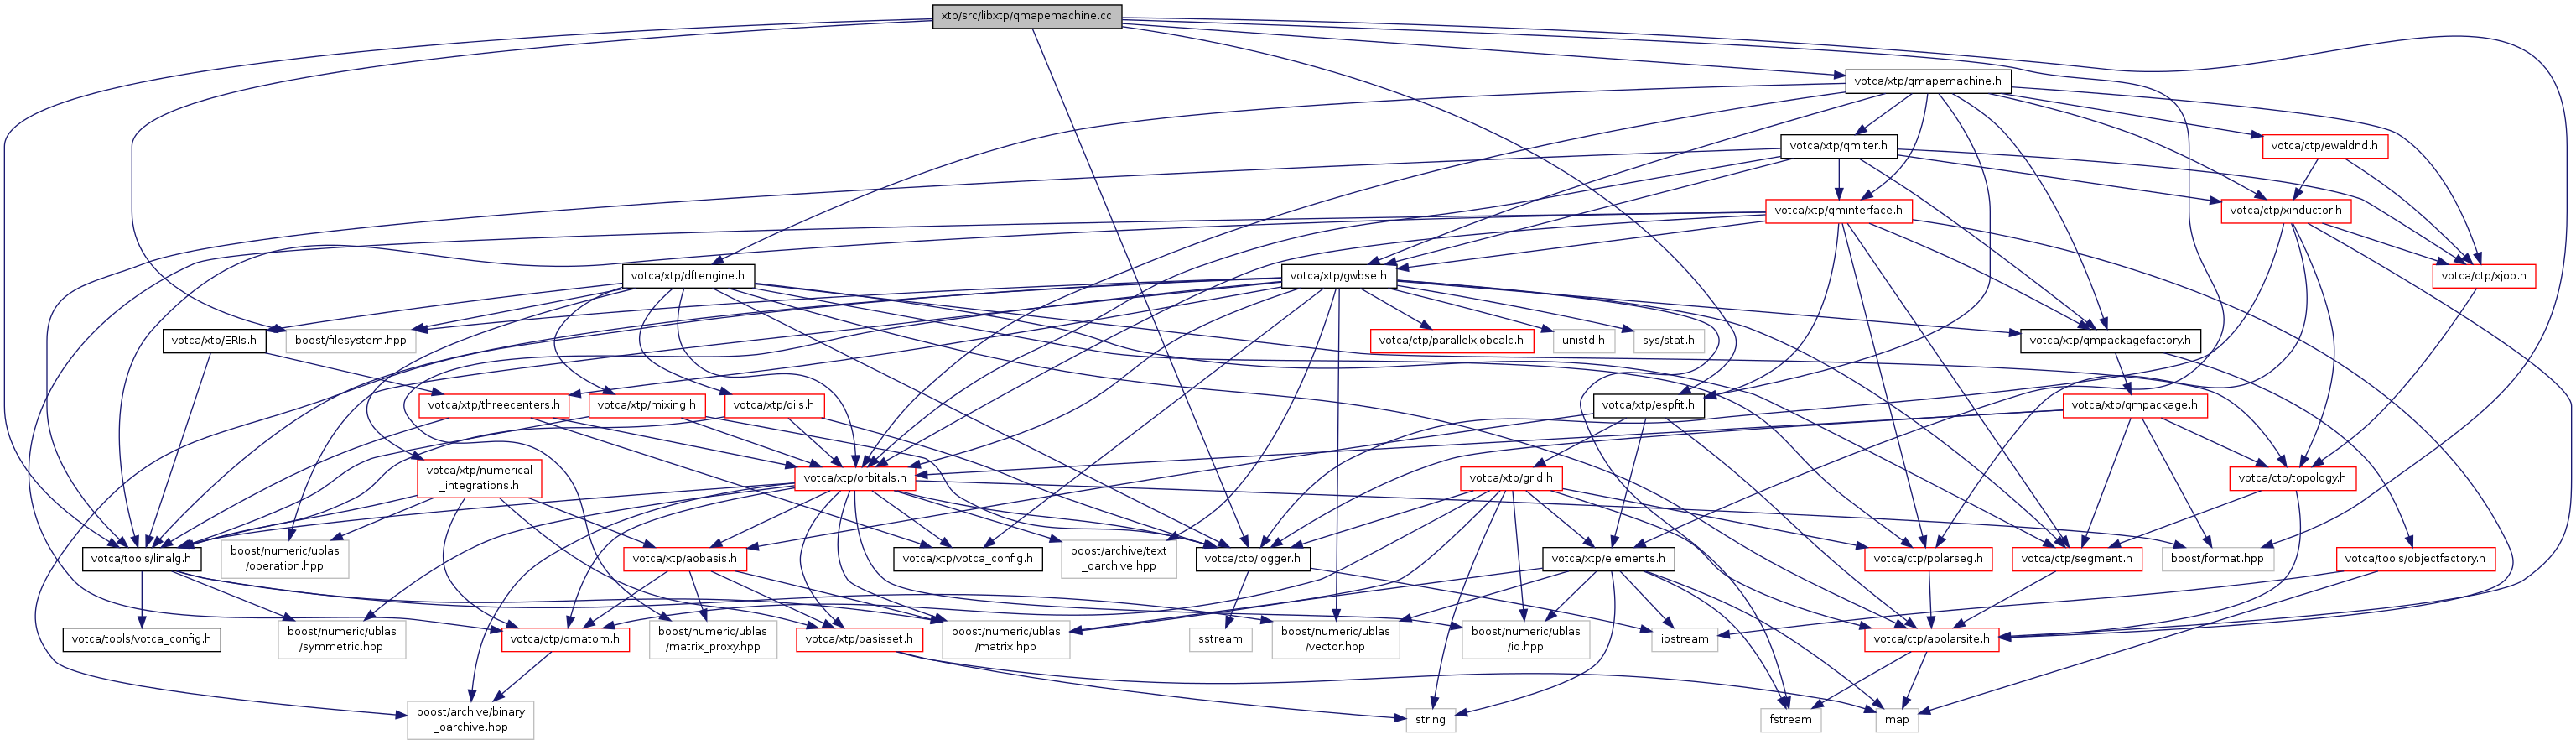 xtp/src/libxtp/qmapemachine.cc
votca/xtp/qmapemachine.h
votca/xtp/qmiter.h
votca/ctp/ewaldnd.h
votca/xtp/qminterface.h
votca/ctp/xinductor.h
votca/xtp/dftengine.h
votca/xtp/gwbse.h
votca/ctp/xjob.h
votca/xtp/ERIs.h
boost/filesystem.hpp
votca/ctp/parallelxjobcalc.h
unistd.h
sys/stat.h
votca/xtp/qmpackagefactory.h
votca/xtp/threecenters.h
votca/xtp/mixing.h
votca/xtp/diis.h
votca/xtp/espfit.h
votca/xtp/qmpackage.h
votca/xtp/numerical
_integrations.h
votca/xtp/orbitals.h
votca/xtp/grid.h
votca/ctp/topology.h
votca/tools/linalg.h
boost/numeric/ublas
/operation.hpp
votca/xtp/aobasis.h
votca/xtp/votca_config.h
boost/archive/text
_oarchive.hpp
votca/ctp/logger.h
votca/xtp/elements.h
votca/ctp/polarseg.h
votca/ctp/segment.h
boost/format.hpp
votca/tools/objectfactory.h
votca/tools/votca_config.h
boost/numeric/ublas
/symmetric.hpp
votca/ctp/qmatom.h
boost/numeric/ublas
/matrix_proxy.hpp
votca/xtp/basisset.h
boost/numeric/ublas
/matrix.hpp
sstream
boost/numeric/ublas
/vector.hpp
boost/numeric/ublas
/io.hpp
iostream
votca/ctp/apolarsite.h
boost/archive/binary
_oarchive.hpp
string
fstream
map